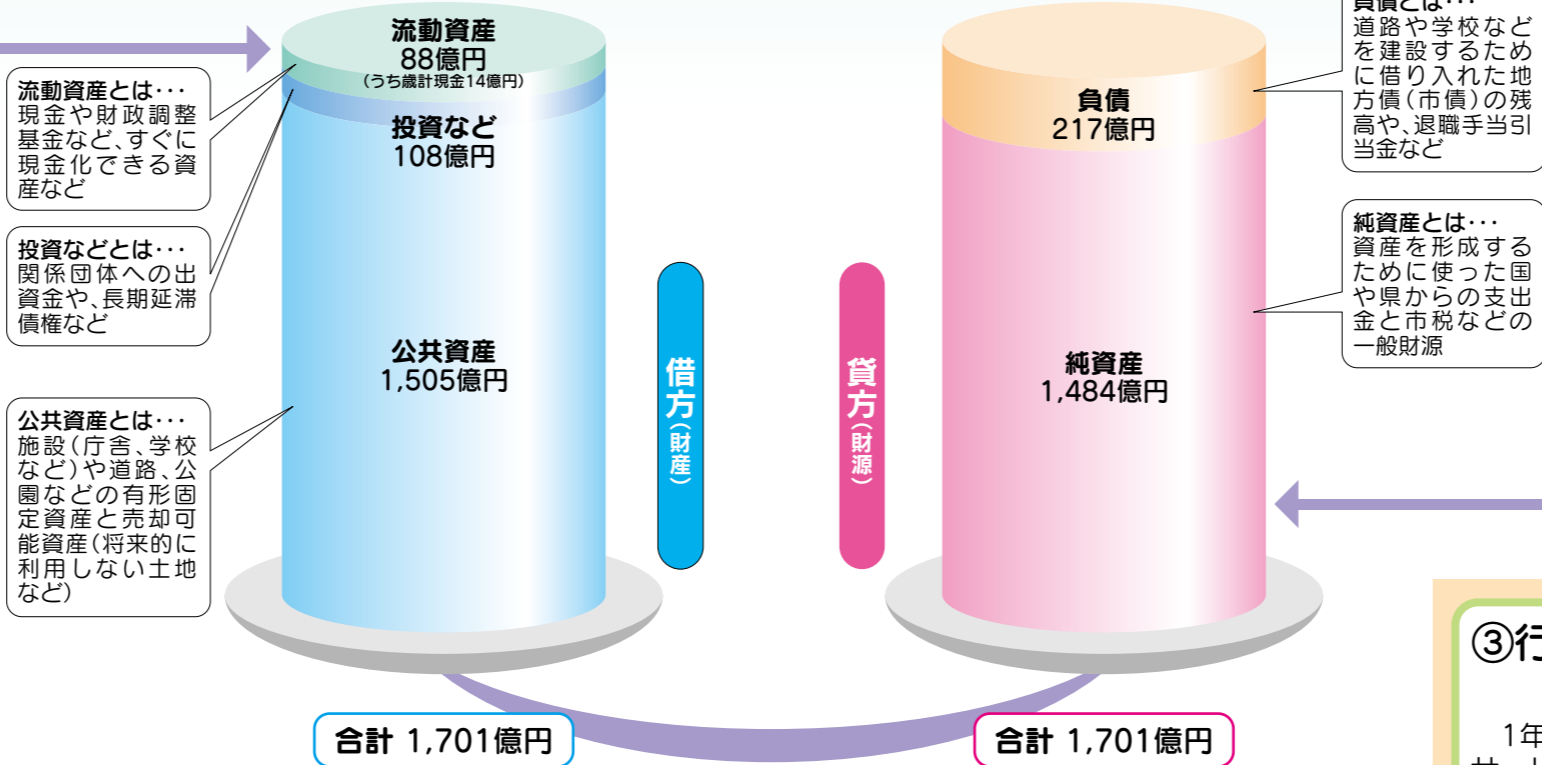 流動資産
88億円
（うち歳計現金14億円）
投資など
108億円
公共資産
1,505億円
流動資産とは・・・
現金や財政調整
基金など、すぐに
現金化できる資
産など
投資などとは・・・
関係団体への出
資金や、長期延滞
債権など
公共資産とは・・・
施設（庁舎、学校
など）や道路、公
園などの有形固
定資産と売却可
能資産（将来的に
利用しない土地
など）
借方（財産）
貸方（財源）
負債
217億円
純資産
1,484億円
負債とは・・・
道路や学校など
を建設するため
に借り入れた地
方債（市債）の残
高や、退職手当引
当金など
純資産とは・・・
資産を形成する
ために使った国
や県からの支出
金と市税などの
一般財源
合計 1,701億円
合計 1,701億円
③行
1年